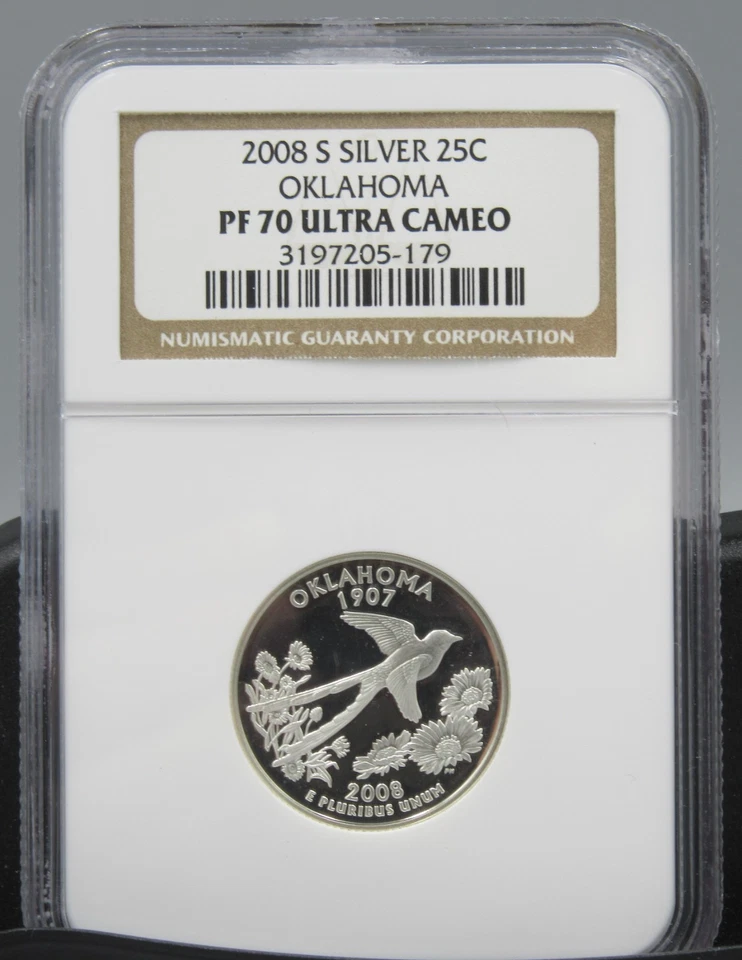 2008 S SILVER 25C
OKLAHOMA
PF 70 ULTRA CAMEO
3197205-179
NUMISMATIC GUARANTY CORPORATION
OKLAHOMA
1907
2008
E PLURIBUS UNUM